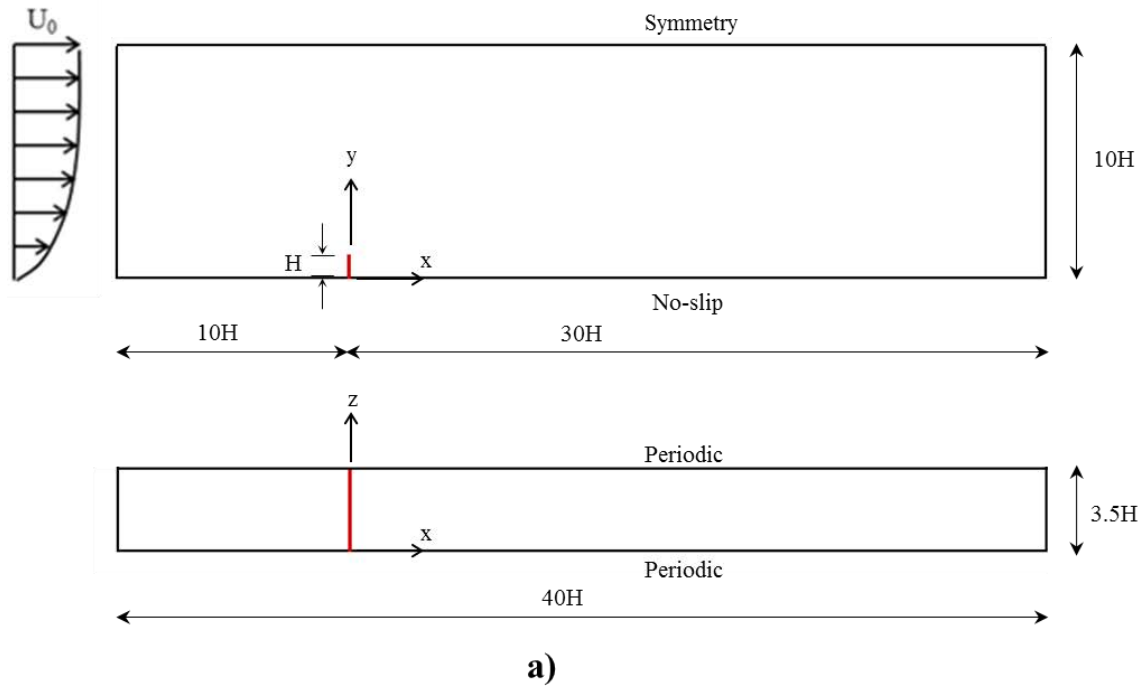 U₀
Symmetry
y
10H
H
x
No-slip
10H
30H
z
Periodic
3.5H
x
Periodic
40H
a)